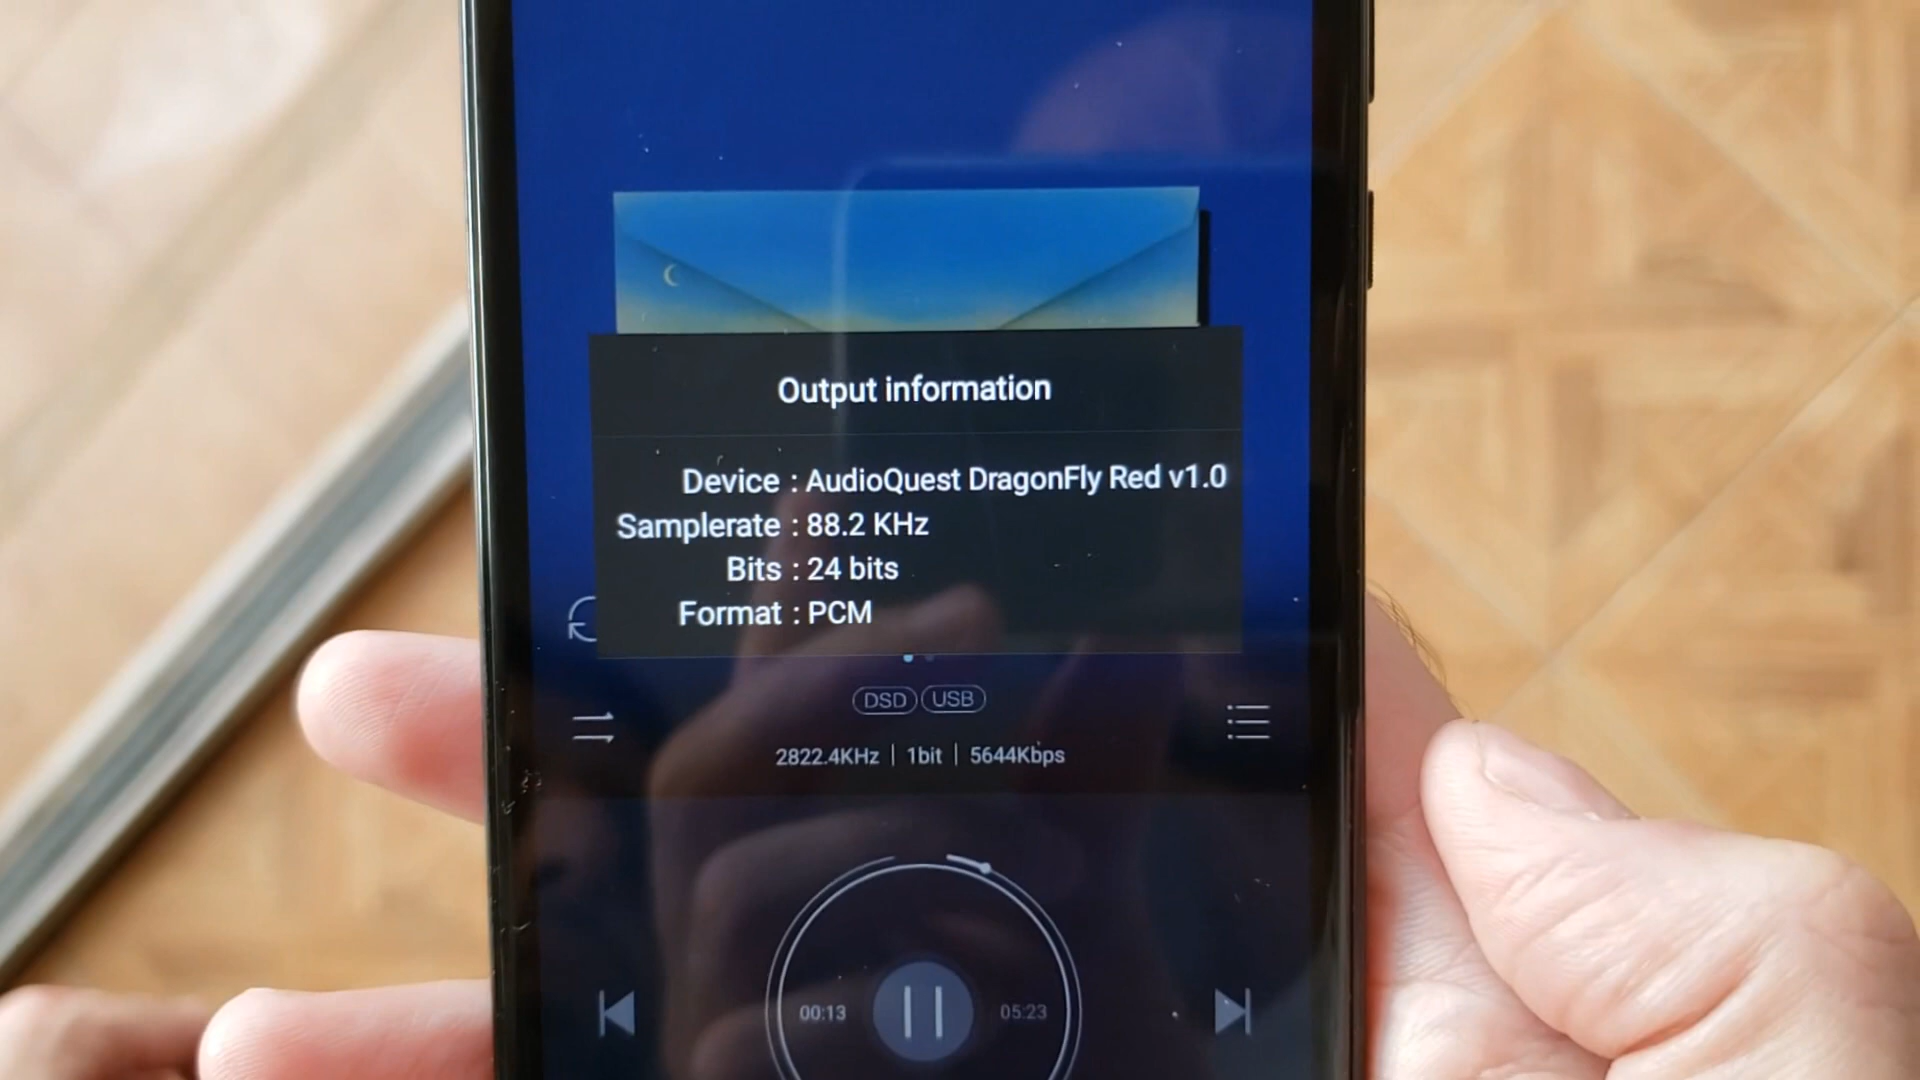 Output information
Device : AudioQuest DragonFly Red v1.0
Samplerate : 88.2 KHz
Bits : 24 bits
Format : PCM
DSD USB
2822.4KHz | 1bit | 5644Kbps
00:13 05:23